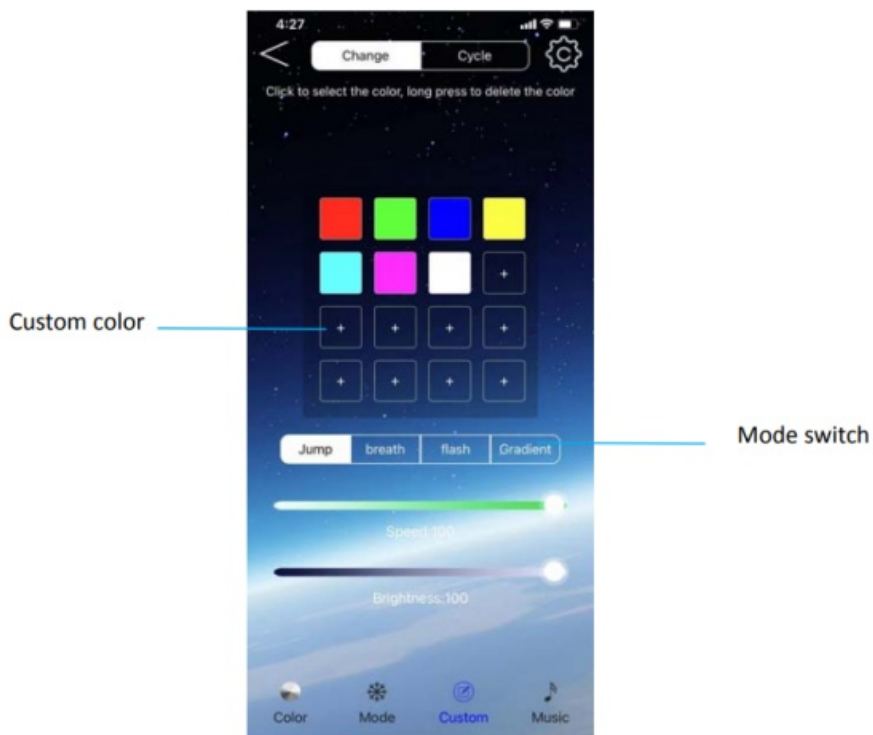 4:27
Change Cycle
Click to select the color, long press to delete the color
+
Custom color + + + +
+ + + +
Mode switch
Jump breath flash Gradient
Speed:100
Brightness:100
Color Mode Custom Music